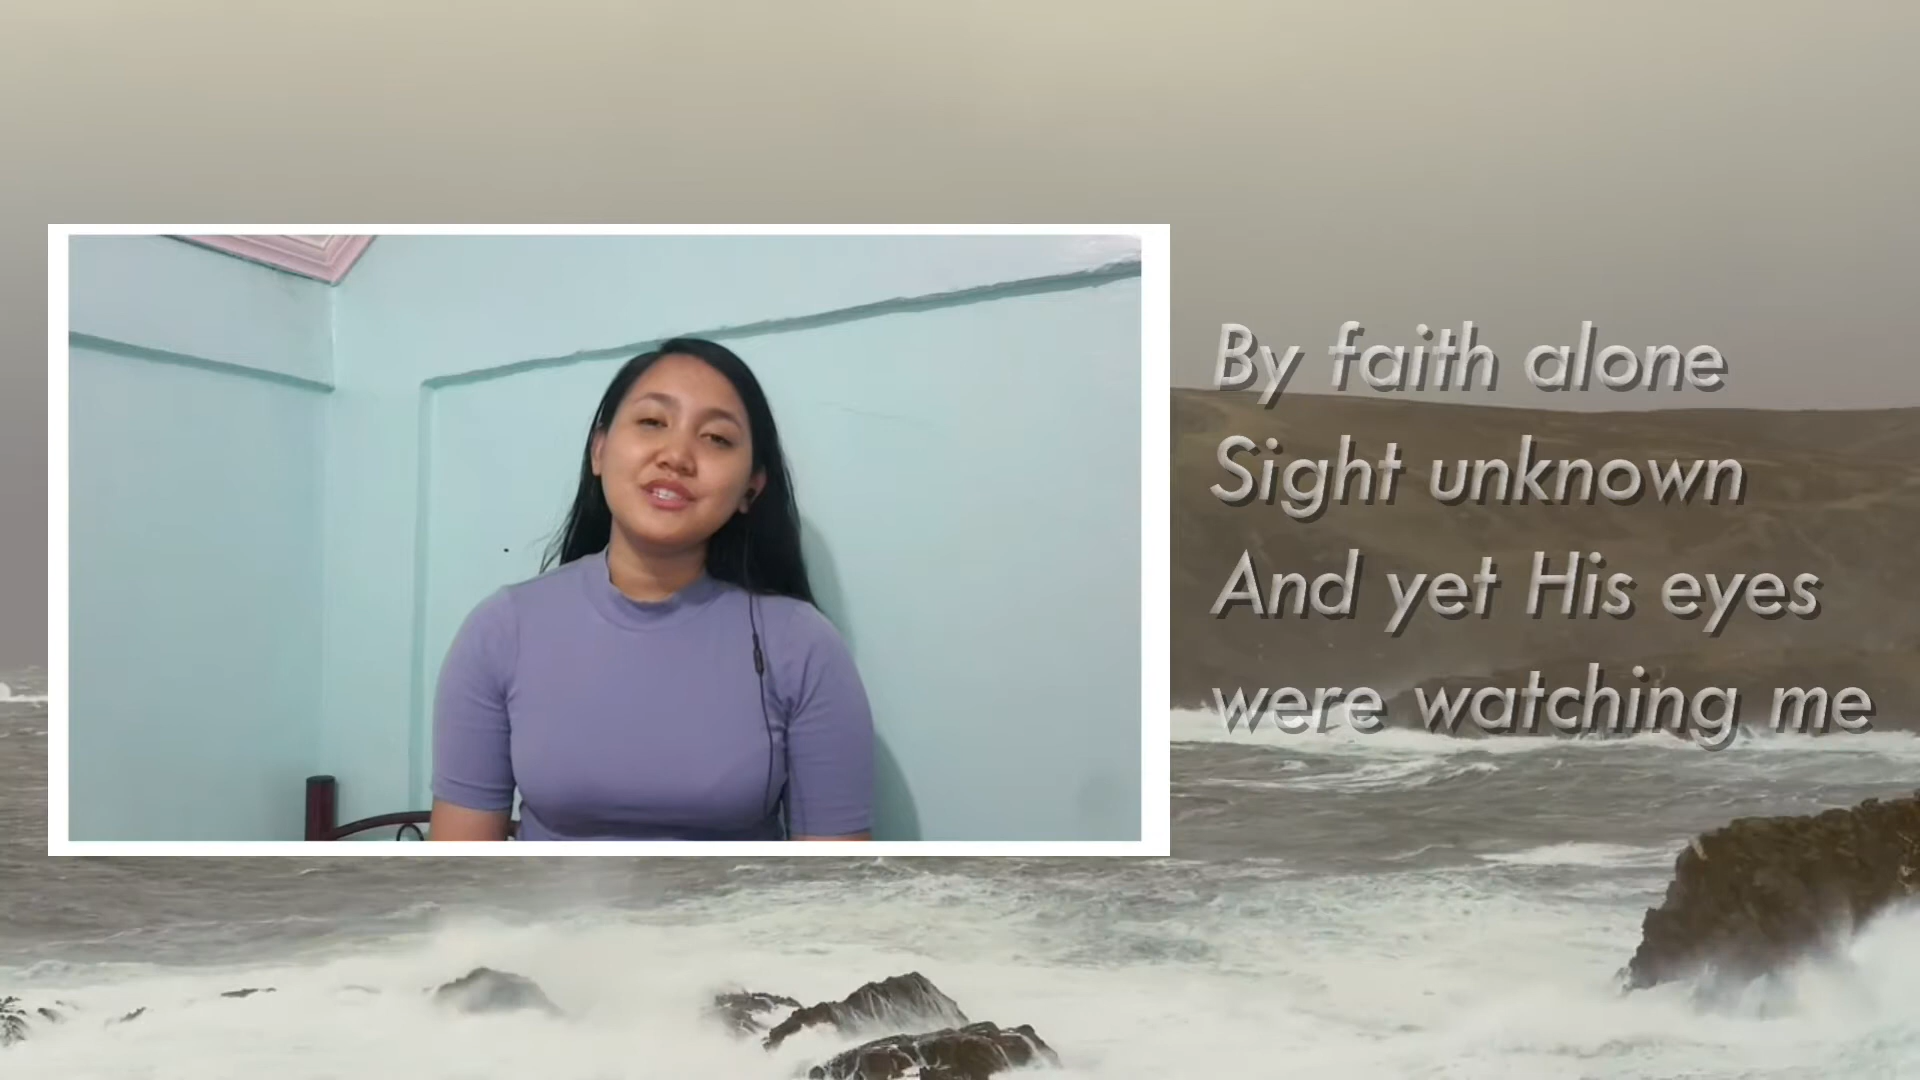 By faith alone
Sight unknown
And yet His eyes
were watching me